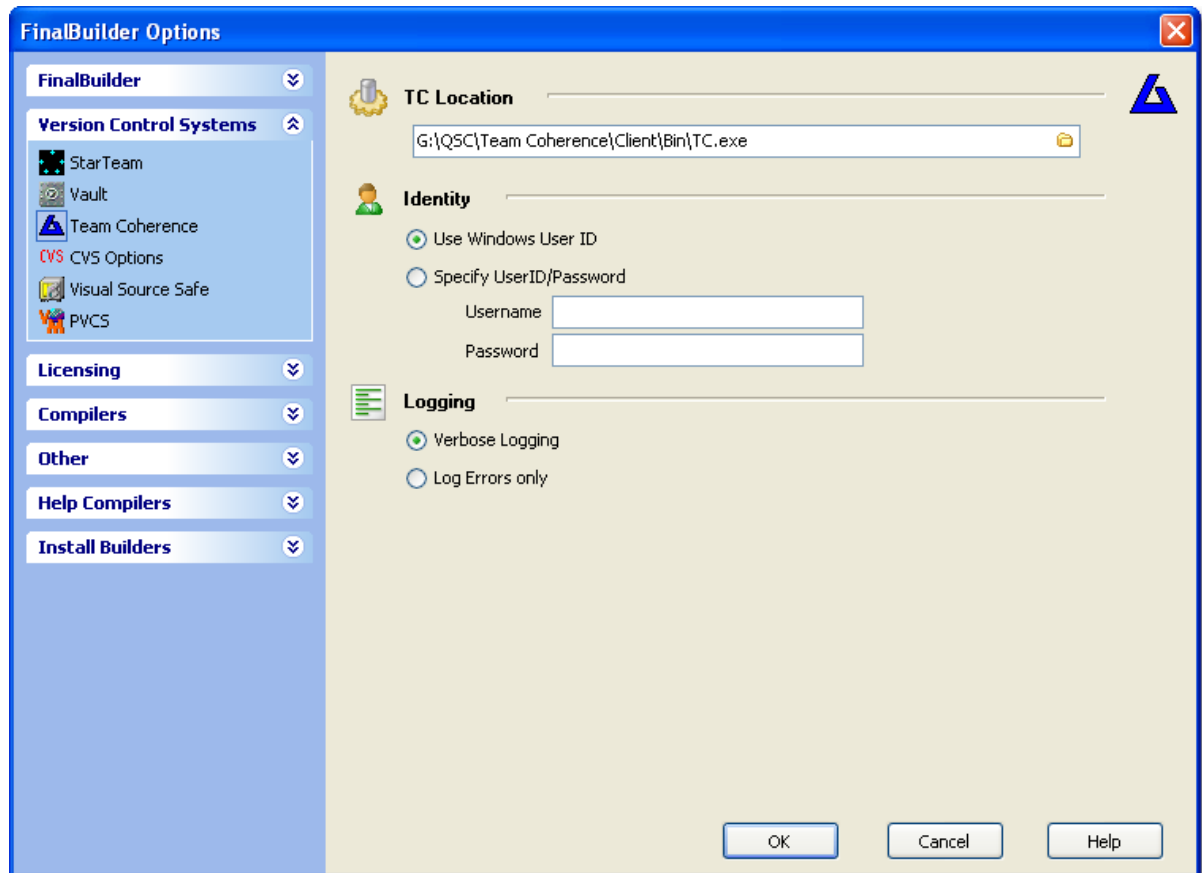 FinalBuilder Options
FinalBuilder
Version Control Systems
StarTeam
Vault
Team Coherence
CVS CVS Options
Visual Source Safe
PVCS
Licensing
Compilers
Other
Help Compilers
Install Builders
TC Location
G:\QSC\Team Coherence\Client\Bin\TC.exe
Identity
Use Windows User ID
Specify UserID/Password
Username
Password
Logging
Verbose Logging
Log Errors only
OK
Cancel
Help